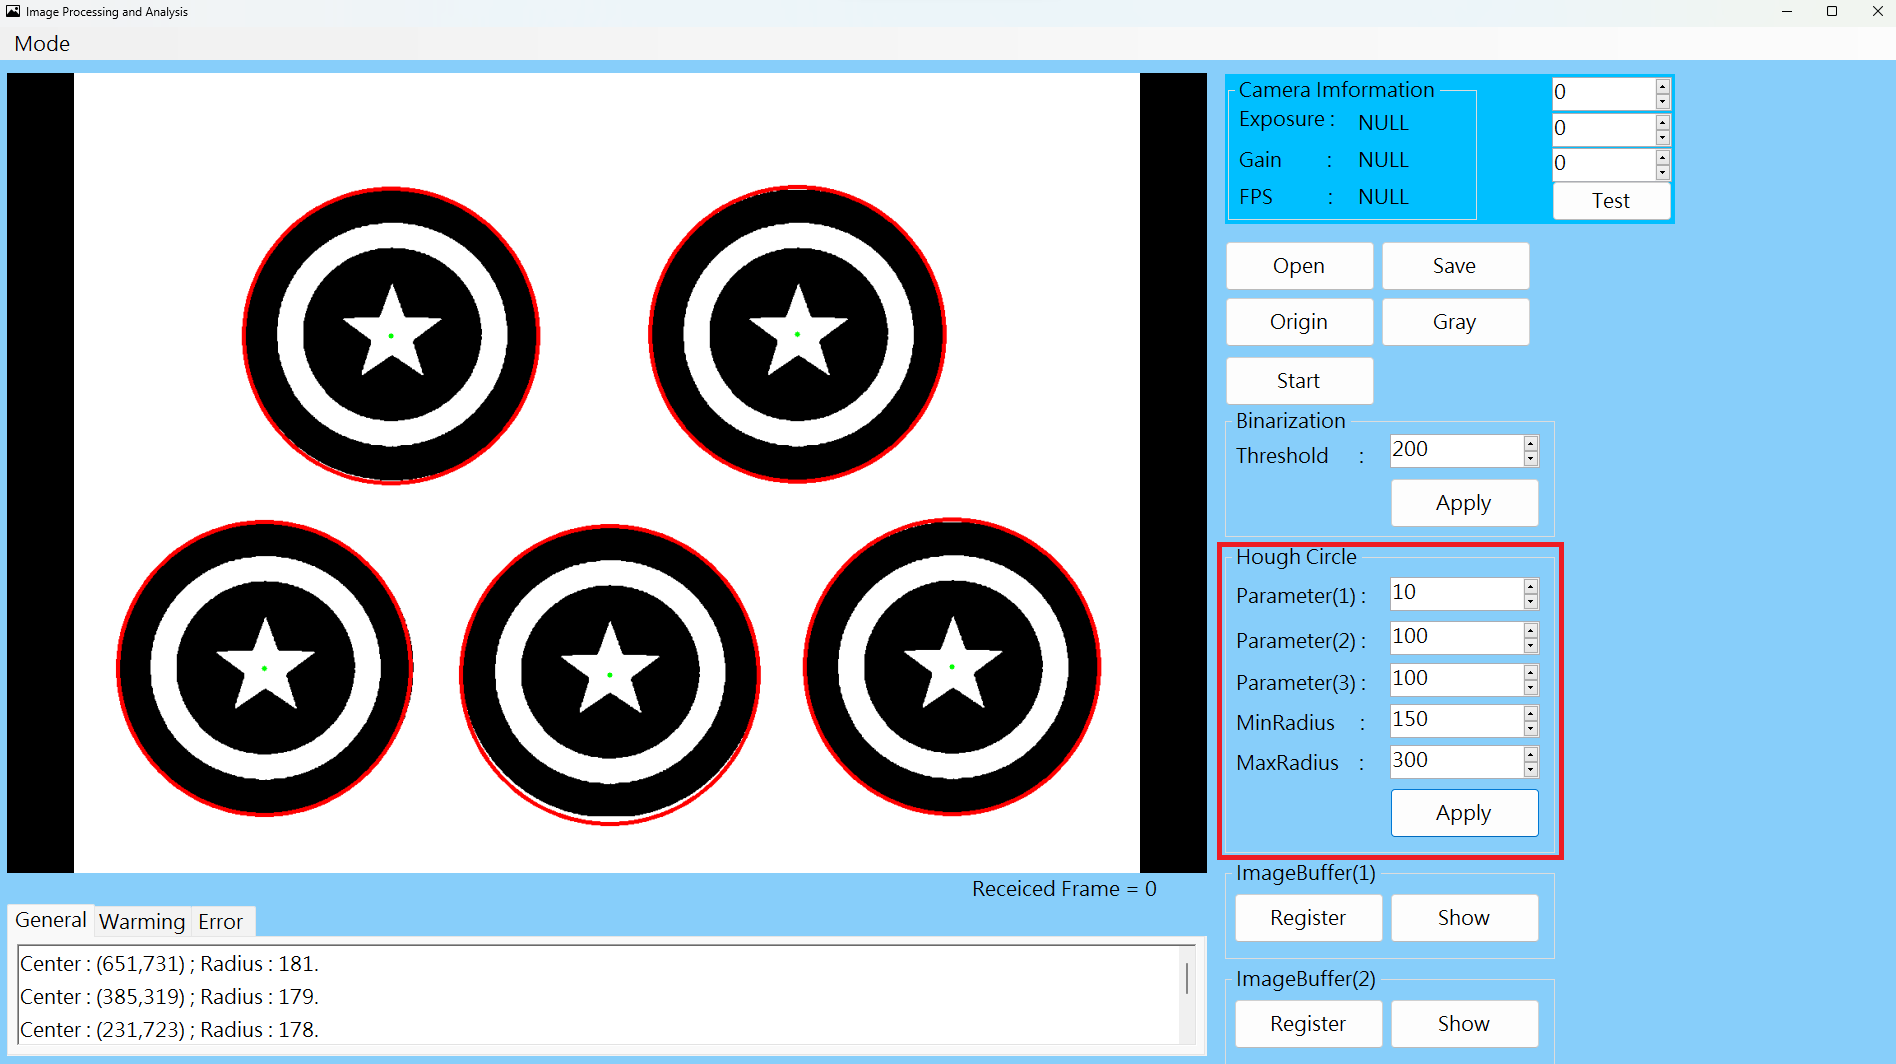 Image Processing and Analysis
Mode
Camera Imformation
Exposure : NULL
Gain : NULL
FPS : NULL
0
0
0
Test
Open Save
Origin Gray
Start
Binarization
Threshold : 200
Apply
Hough Circle
Parameter(1) : 10
Parameter(2) : 100
Parameter(3) : 100
MinRadius : 150
MaxRadius : 300
Apply
Receiced Frame = 0
ImageBuffer(1)
Register Show
ImageBuffer(2)
Register Show
General Warming Error
Center : (651,731) ; Radius : 181.
Center : (385,319) ; Radius : 179.
Center : (231,723) ; Radius : 178.